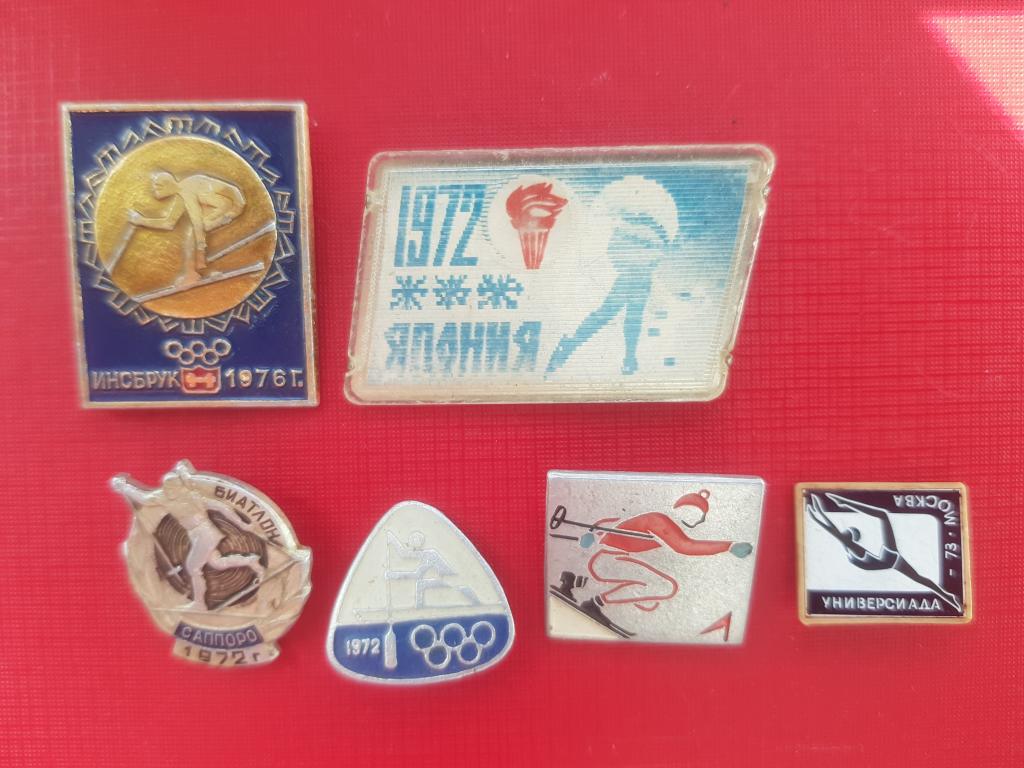 ИНСБРУК 1976 Г.
1972
ЯПОНИЯ
БИАТЛОН
САППОРО
1972 г
1972
МОСКВА
- 73 -
УНИВЕРСИАДА